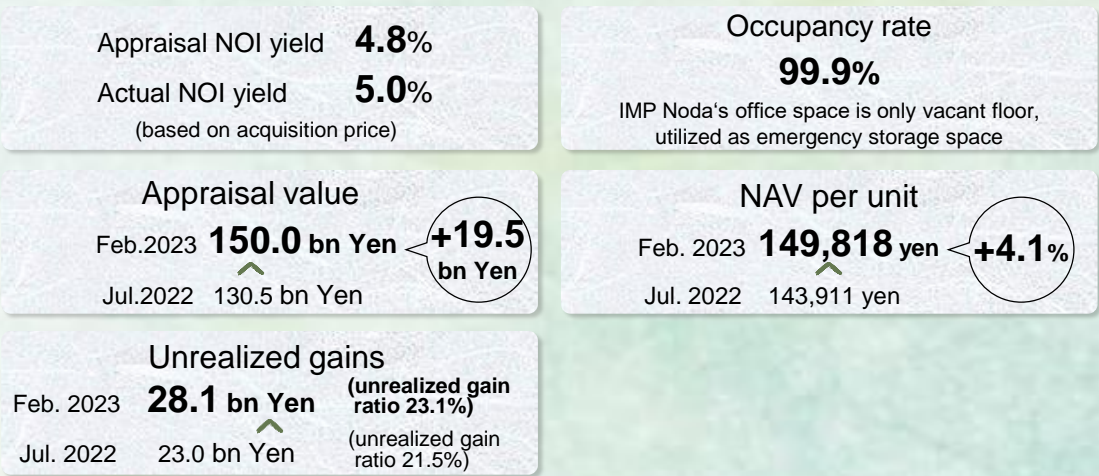 Appraisal NOI yield 4.8%
Actual NOI yield 5.0%
(based on acquisition price)
Occupancy rate
99.9%
IMP Noda‘s office space is only vacant floor,
utilized as emergency storage space
Appraisal value
Feb.2023 150.0 bn Yen
+19.5
bn Yen
Jul.2022 130.5 bn Yen
NAV per unit
Feb. 2023 149,818 yen
+4.1%
Jul. 2022 143,911 yen
Unrealized gains
Feb. 2023 28.1 bn Yen
(unrealized gain
ratio 23.1%)
Jul. 2022 23.0 bn Yen
(unrealized gain
ratio 21.5%)